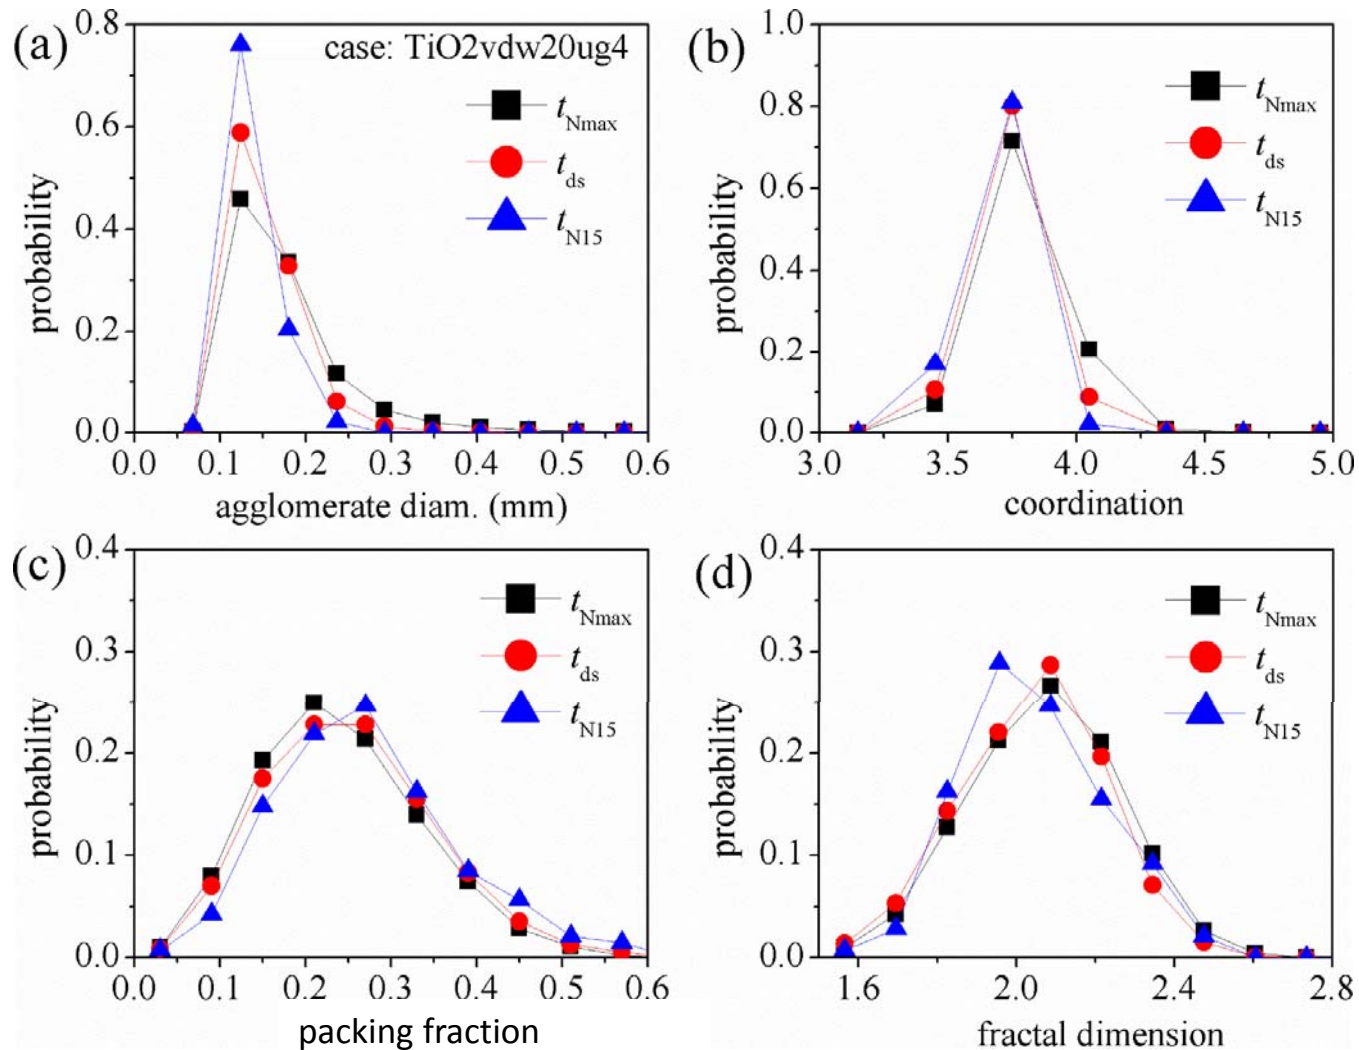 (a)
case: TiO2vdw20ug4
0.8
0.6
0.4
0.2
0.0
probability
tNmax
tds
tN15
0.0 0.1 0.2 0.3 0.4 0.5 0.6
agglomerate diam. (mm)
(b)
1.0
0.8
0.6
0.4
0.2
0.0
probability
tNmax
tds
tN15
3.0 3.5 4.0 4.5 5.0
coordination
(c)
0.4
0.3
0.2
0.1
0.0
probability
tNmax
tds
tN15
0.0 0.1 0.2 0.3 0.4 0.5 0.6
packing fraction
(d)
0.4
0.3
0.2
0.1
0.0
probability
tNmax
tds
tN15
1.6 2.0 2.4 2.8
fractal dimension